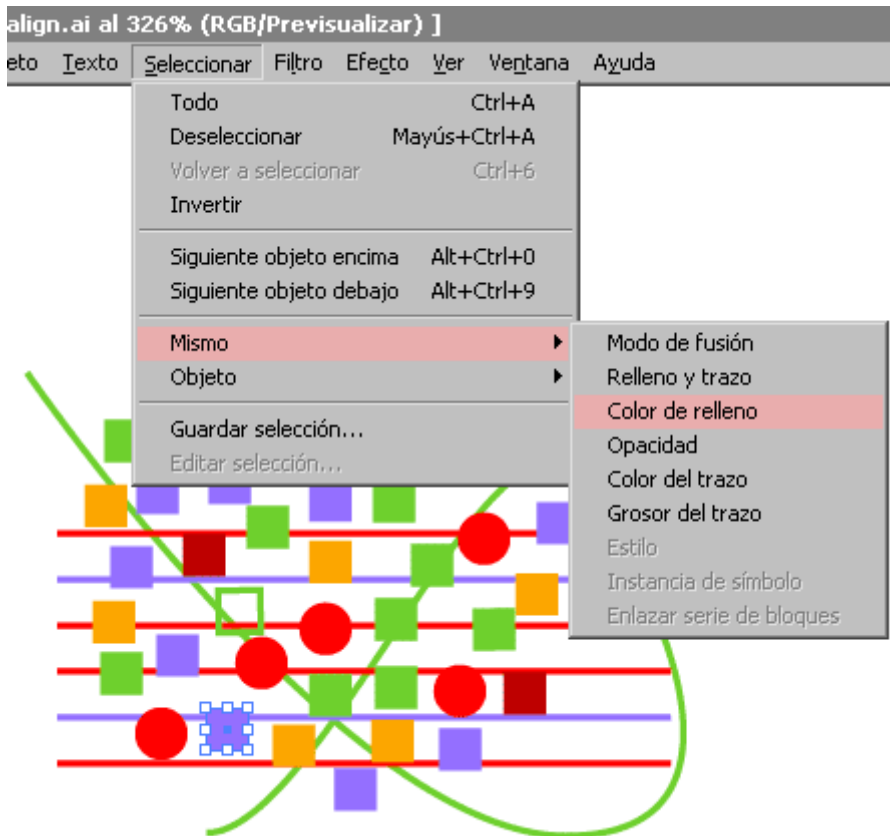 align.ai al 326% (RGB/Previsualizar) ]
eto Texto Seleccionar Filtro Efecto Ver Ventana Ayuda
Todo Ctrl+A
Deseleccionar Mayús+Ctrl+A
Volver a seleccionar Ctrl+6
Invertir
Siguiente objeto encima Alt+Ctrl+0
Siguiente objeto debajo Alt+Ctrl+9
Mismo
Objeto
Guardar selección...
Editar selección...
Modo de fusión
Relleno y trazo
Color de relleno
Opacidad
Color del trazo
Grosor del trazo
Estilo
Instancia de símbolo
Enlazar serie de bloques